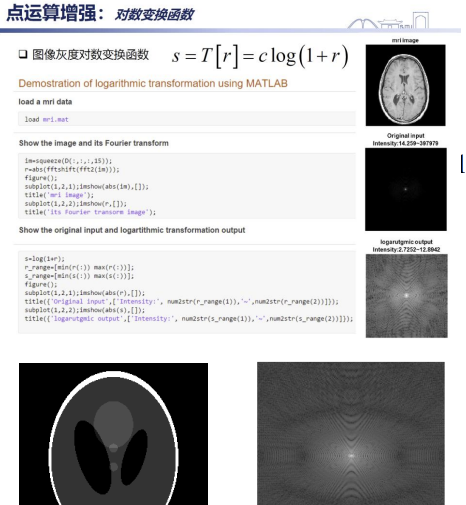 点运算增强：对数变换函数
图像灰度对数变换函数 s = T[r] = c log(1+r)
Demostration of logarithmic transformation using MATLAB
load a mri data
load mri.mat
Show the image and its Fourier transform
im=squeeze(D(:,:,:,15));
r=abs(fftshift(fft2(im)));
figure();
subplot(1,2,1);imshow(abs(im),[]);
title('mri image');
subplot(1,2,2);imshow(r,[]);
title('its Fourier transorm image');
Show the original input and logartithmic transformation output
s=log(1+r);
r_range=[min(r(:)) max(r(:))];
s_range=[min(s(:)) max(s(:))];
figure();
subplot(1,2,1);imshow(abs(r),[]);
title({'Original input',['Intensity:', num2str(r_range(1)),'~',num2str(r_range(2))]});
subplot(1,2,2);imshow(abs(s),[]);
title({'logarutgmic output',['Intensity:', num2str(s_range(1)),'~',num2str(s_range(2))]});
mri image
Original input
Intensity:14.259~397979
logarutgmic output
Intensity:2.7252~12.8942